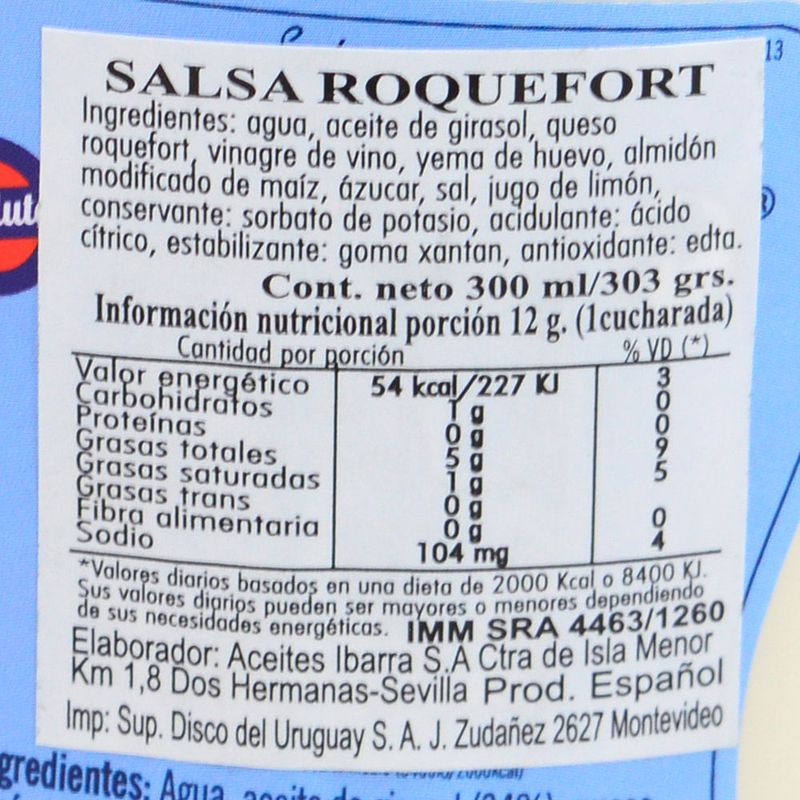 13
SALSA ROQUEFORT
Ingredientes: agua, aceite de girasol, queso
roquefort, vinagre de vino, yema de huevo, almidón
modificado de maíz, ázucar, sal, jugo de limón,
conservante: sorbato de potasio, acidulante: ácido
cítrico, estabilizante: goma xantan, antioxidante: edta.
Cont. neto 300 ml/303 grs.
Información nutricional porción 12 g. (1cucharada)
Cantidad por porción % VD (*)
Valor energético 54 kcal/227 KJ 3
Carbohidratos 1 g 0
Proteínas 0 g 0
Grasas totales 5 g 9
Grasas saturadas 1 g 5
Grasas trans 0 g
Fibra alimentaria 0 g 0
Sodio 104 mg 4
*Valores diarios basados en una dieta de 2000 Kcal o 8400 KJ.
Sus valores diarios pueden ser mayores o menores dependiendo
de sus necesidades energéticas. IMM SRA 4463/1260
Elaborador: Aceites Ibarra S.A Ctra de Isla Menor
Km 1,8 Dos Hermanas-Sevilla Prod. Español
Imp: Sup. Disco del Uruguay S. A. J. Zudañez 2627 Montevideo
gredientes: Agua, aceite de